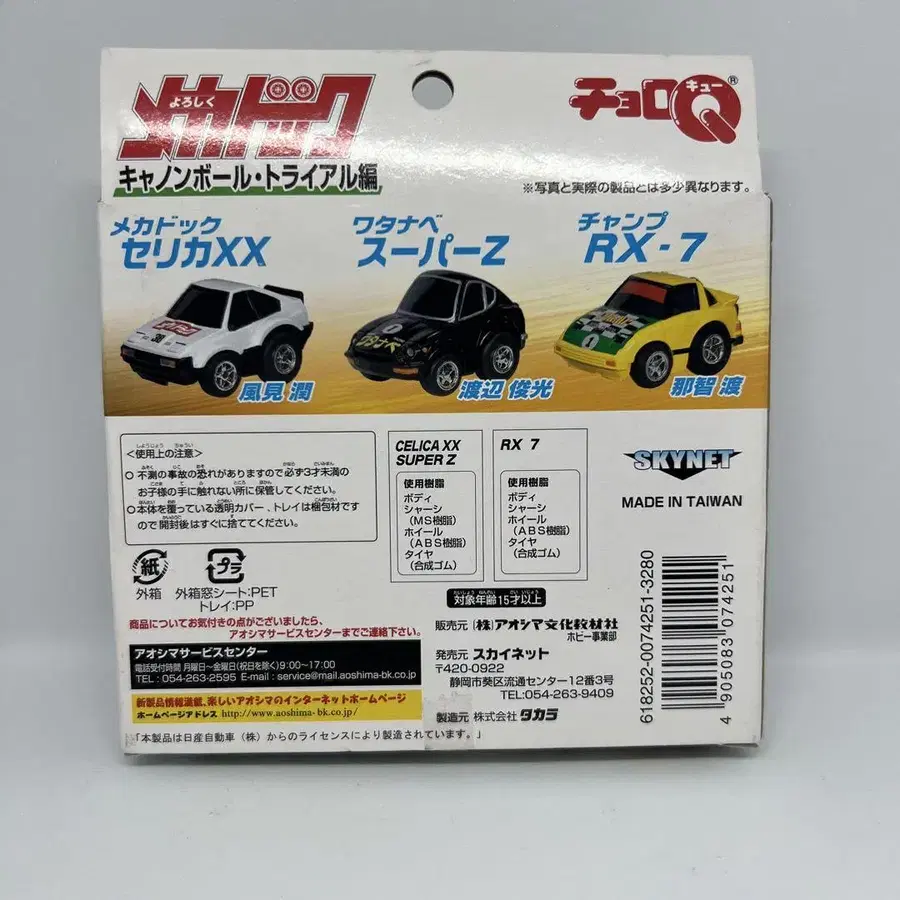 よろしく
メカドック
キャノンボール・トライアル編
チョロQ®
キュー
※写真と実際の製品とは多少異なります。
メカドック
セリカXX
風見 潤
ワタナベ
スーパーZ
ワタナベ
渡辺 俊光
チャンプ
RX-7
那智 渡
しようじょう ちゅうい
<使用上の注意>
○不測の事故の恐れがありますので必ず3才未満の
お子様の手に触れない所に保管してください。
○本体を覆っている透明カバー、トレイは梱包材です
ので開封後はすぐに捨ててください。
CELICA XX
SUPER Z
使用樹脂
ボディ
シャーシ
(MS樹脂)
ホイール
(ABS樹脂)
タイヤ
(合成ゴム)
RX 7
使用樹脂
ボディ
シャーシ
ホイール
(ABS樹脂)
タイヤ
(合成ゴム)
SKYNET
MADE IN TAIWAN
紙
外箱
プラ
外箱窓シート:PET
トレイ:PP
対象年齢15才以上
商品についてお気付きの点がございましたら、
アオシマサービスセンターまでご連絡下さい。
アオシマサービスセンター
電話受付時間 月曜日~金曜日(祝日を除く)9:00~17:00
TEL:054-263-2595 E-mail:service@mail.aoshima-bk.co.jp
新製品情報満載、楽しいアオシマのインターネットホームページ
ホームページアドレス http://www.aoshima-bk.co.jp/
「本製品は日産自動車(株)からのライセンスにより製造されています。」
販売元 (株)アオシマ文化教材社
ホビー事業部
発売元 スカイネット
〒420-0922
静岡市葵区流通センター12番3号
TEL:054-263-9409
製造元 株式会社 タカラ
618252-0074251-3280
4 905083 074251